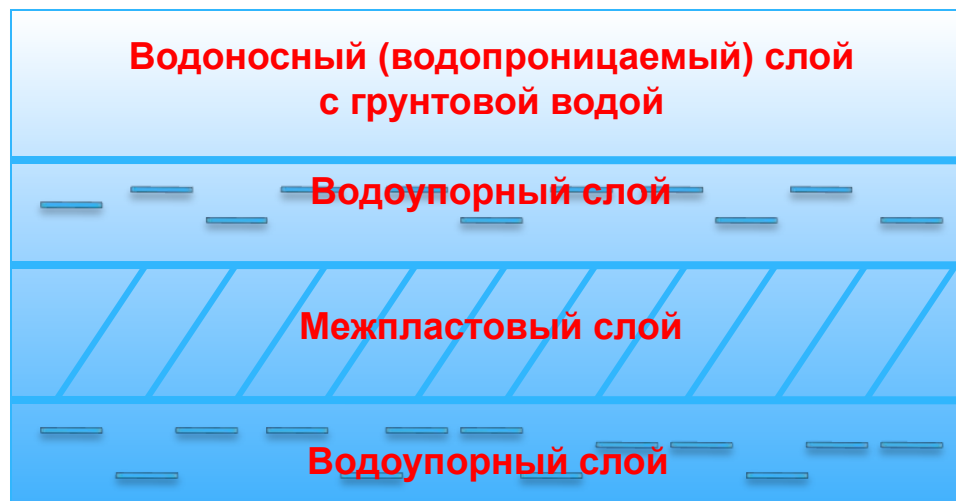 Водоносный (водопроницаемый) слой
с грунтовой водой
Водоупорный слой
Межпластовый слой
Водоупорный слой